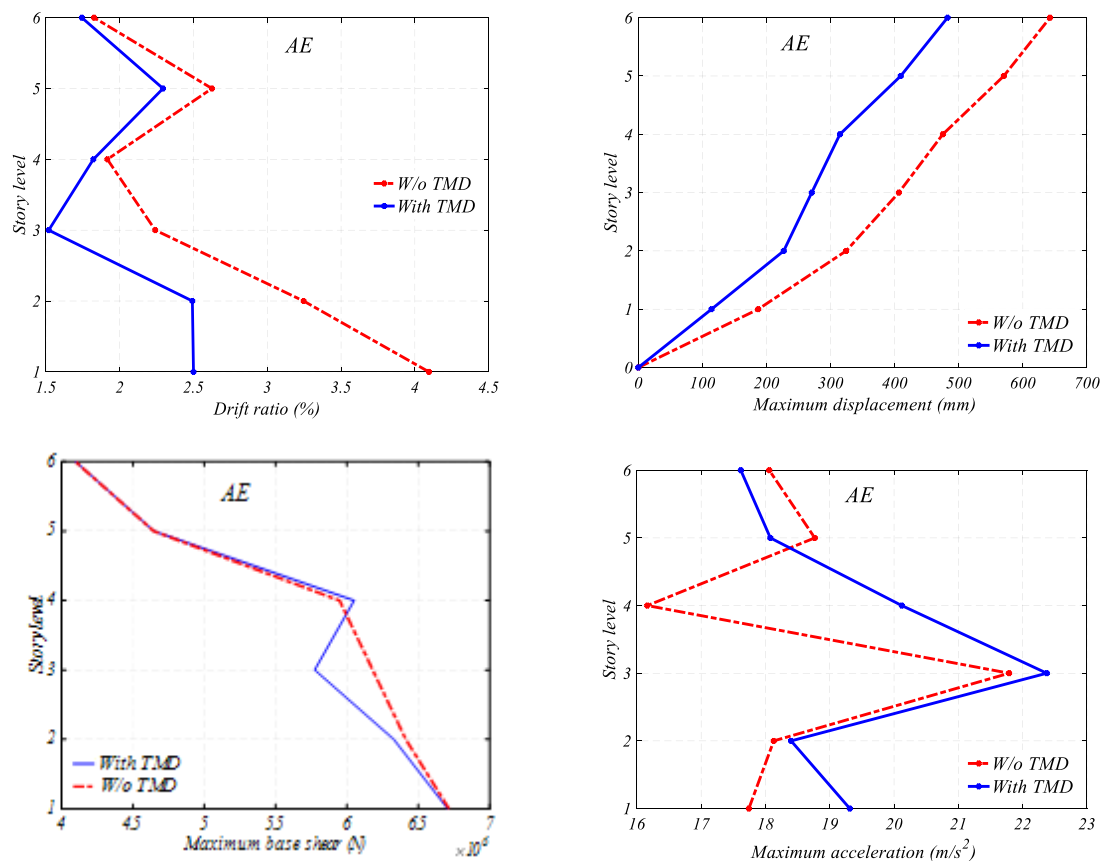 6
AE
5
4
Story level
W/o TMD
With TMD
3
2
1
1.5 2 2.5 3 3.5 4 4.5
Drift ratio (%)
6
AE
5
4
Story level
3
2
1
W/o TMD
With TMD
0
0 100 200 300 400 500 600 700
Maximum displacement (mm)
6
AE
5
4
Story level
3
2
With TMD
W/o TMD
1
4 4.5 5 5.5 6 6.5 7
Maximum base shear (N) ×10⁶
6
AE
5
4
Story level
3
2
W/o TMD
With TMD
1
16 17 18 19 20 21 22 23
Maximum acceleration (m/s²)